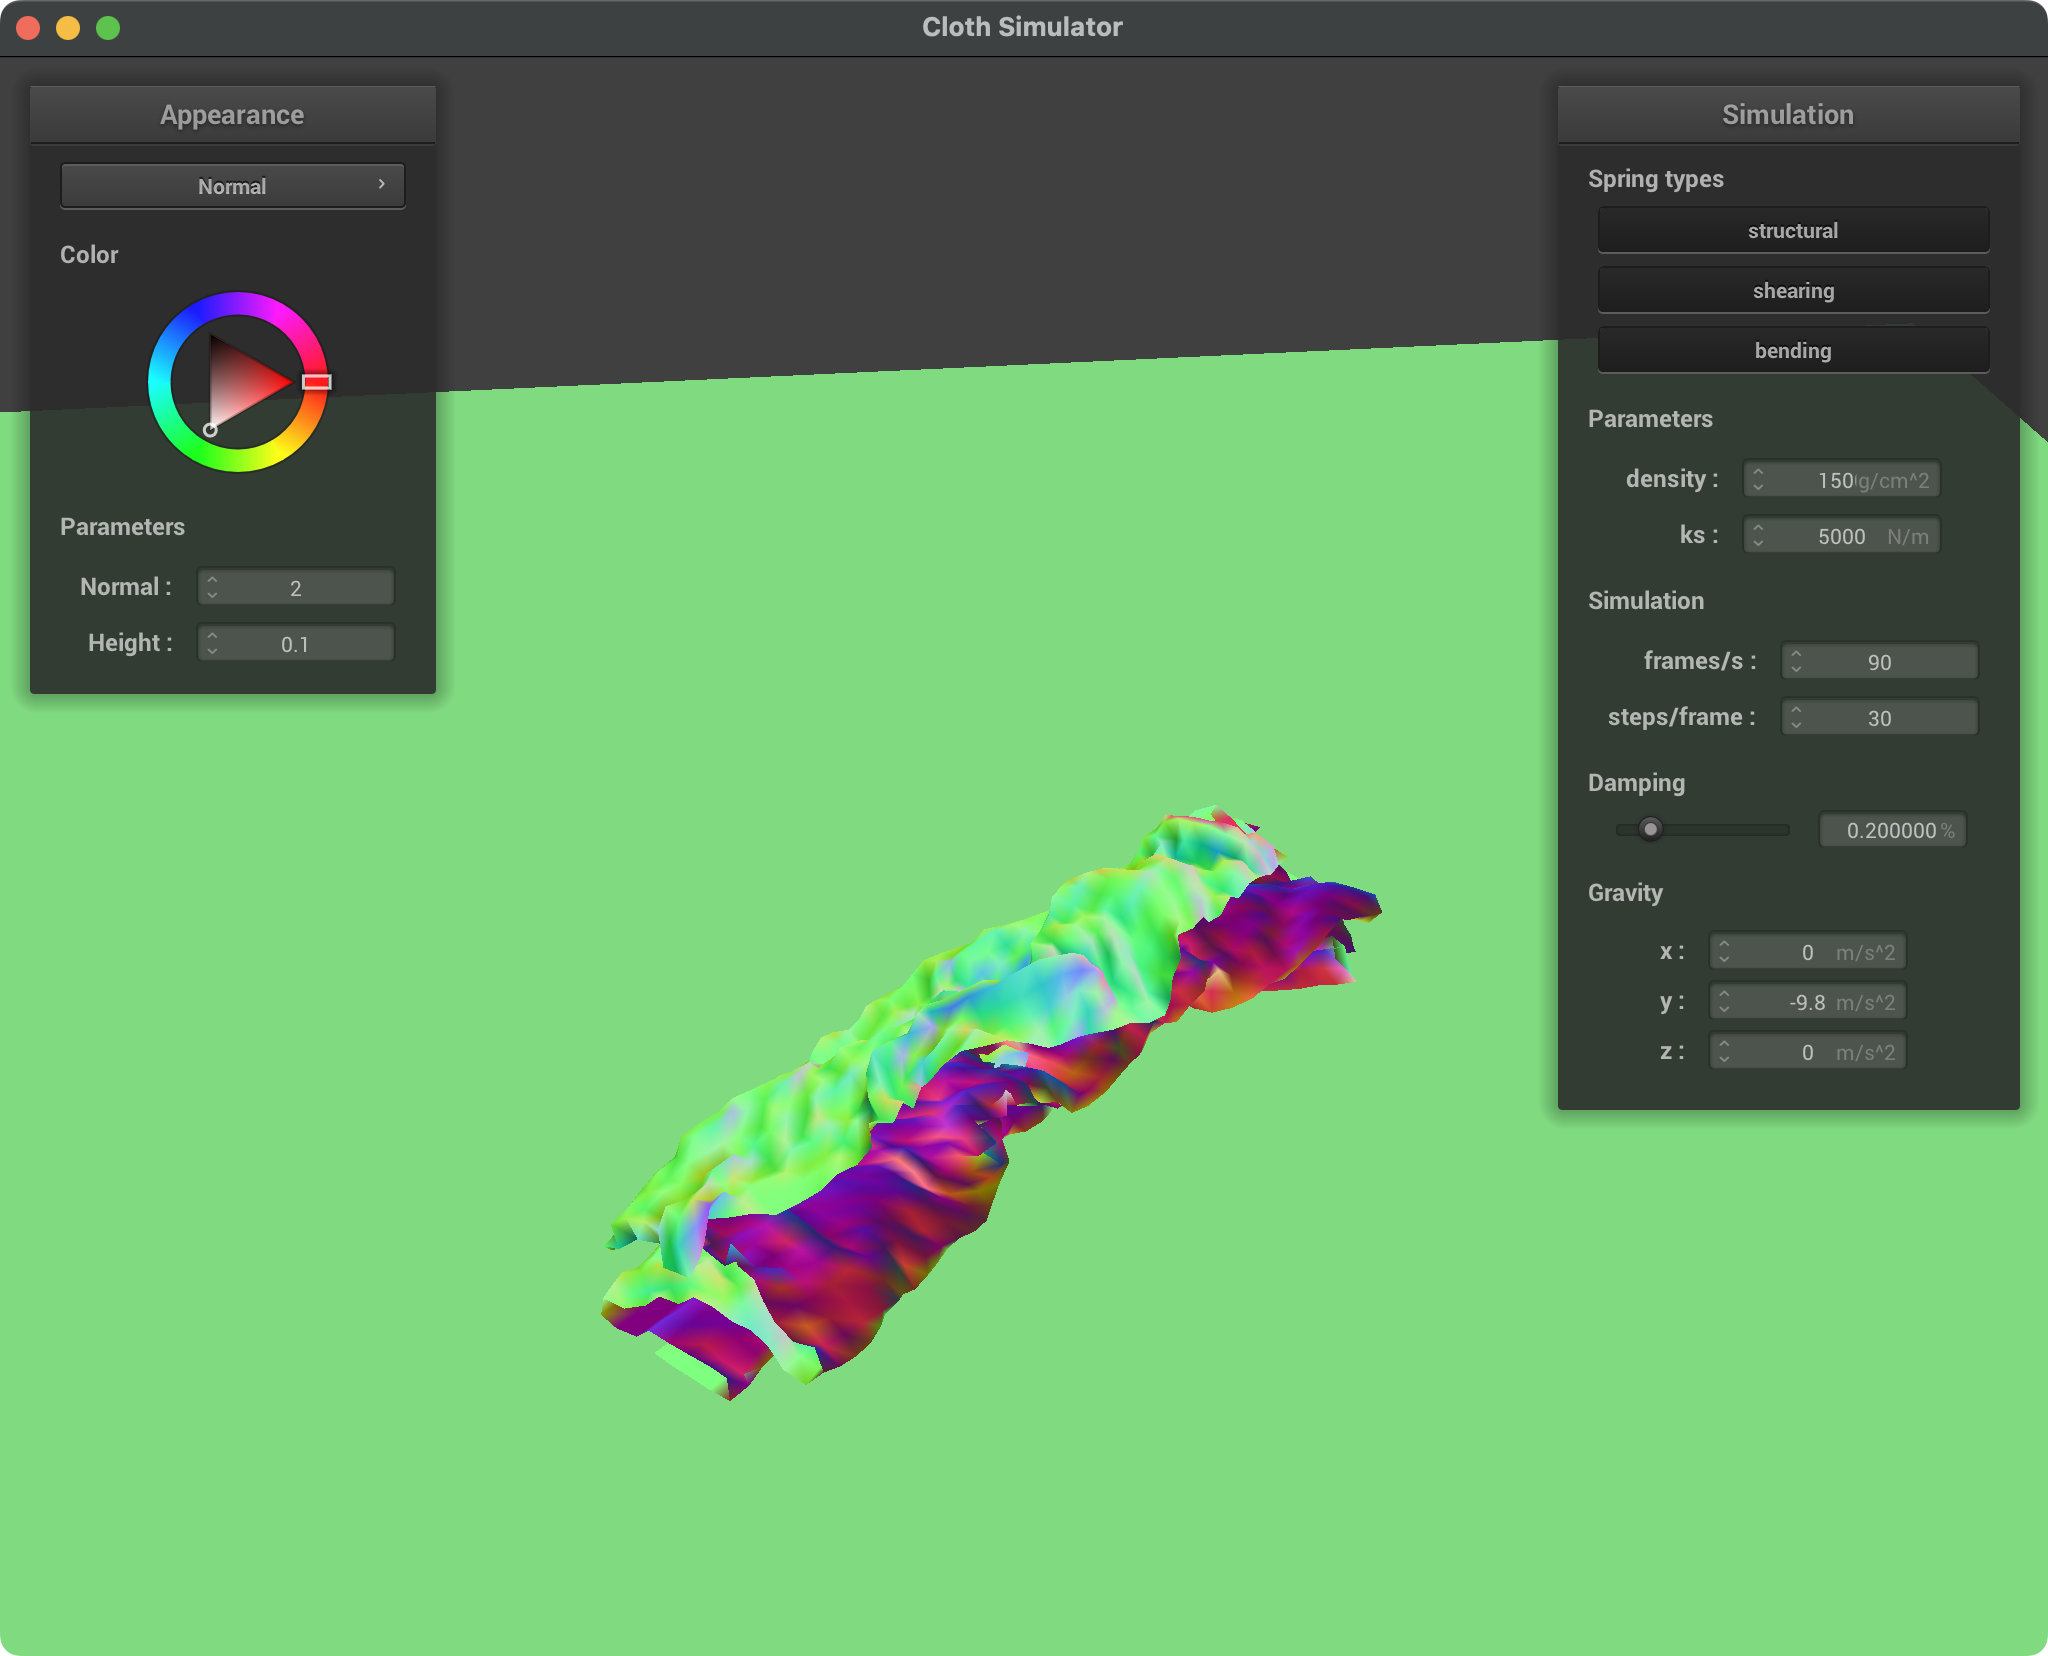 Cloth Simulator
Appearance
Normal
Color
Parameters
Normal : 2
Height : 0.1
Simulation
Spring types
structural
shearing
bending
Parameters
density : 150 g/cm^2
ks : 5000 N/m
Simulation
frames/s : 90
steps/frame : 30
Damping
0.200000 %
Gravity
x : 0 m/s^2
y : -9.8 m/s^2
z : 0 m/s^2